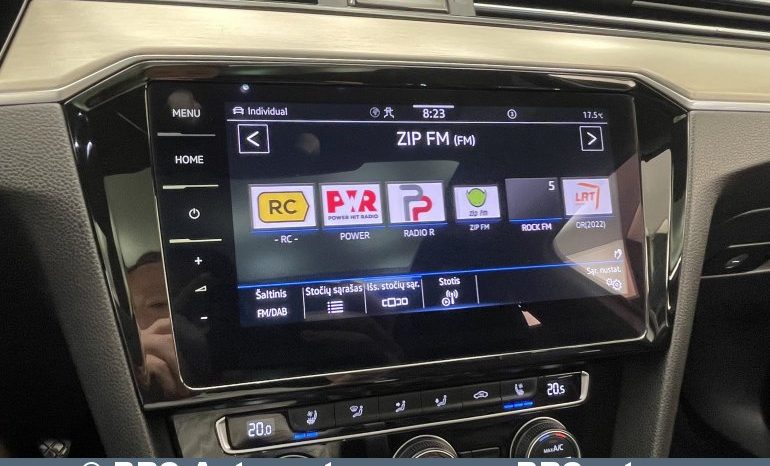 MENU
HOME
Individual
8:23
3
17.5°C
<
ZIP FM (FM)
>
RC
- RC -
PWR
POWER HIT RADIO
POWER
RADIO R
zip fm
ZIP FM
5
ROCK FM
LRT
OR(2022)
Šaltinis
FM/DAB
Stočių sąrašas
Išs. stočių sąr.
Stotis
Sąr. nustat.
+
-
20.0
20.5
MAX A/C